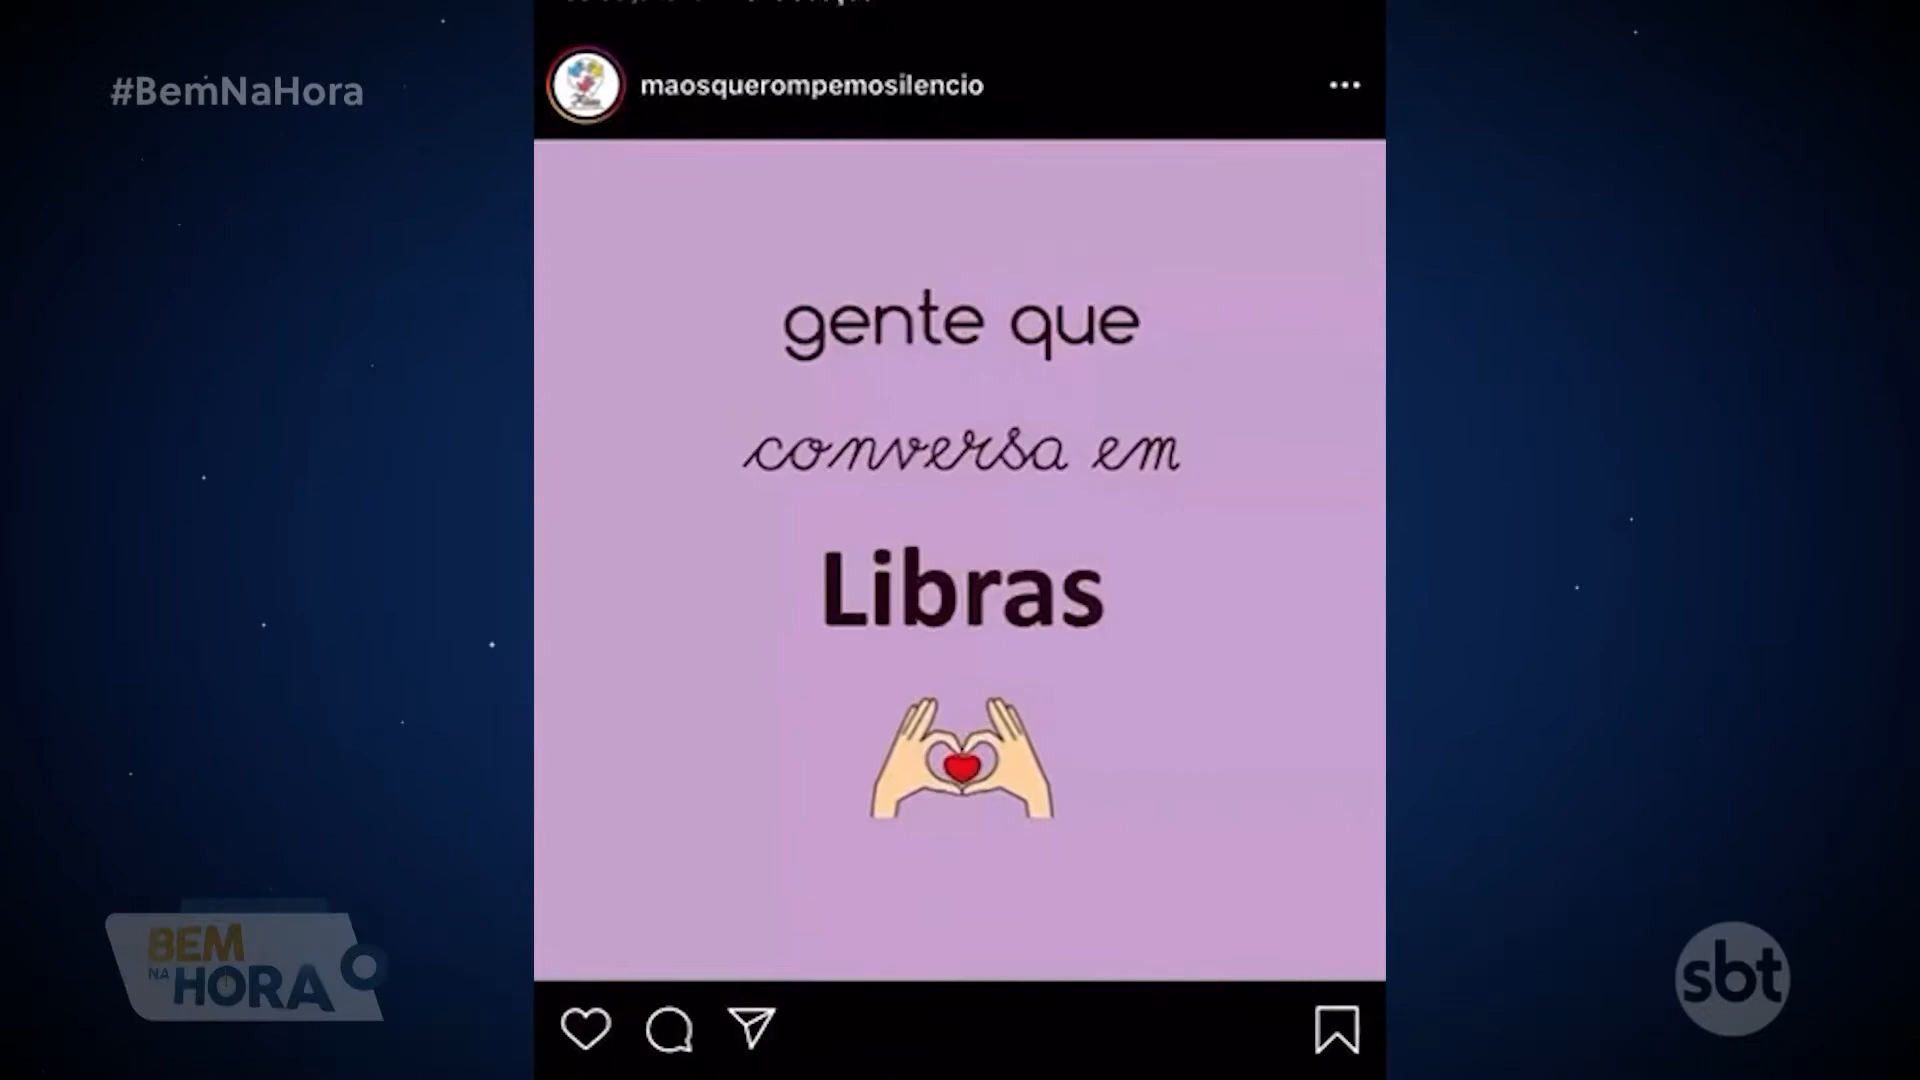 #BemNaHora
maosquerompemosilencio
gente que
conversa em
Libras
BEM
NA
HORA
sbt